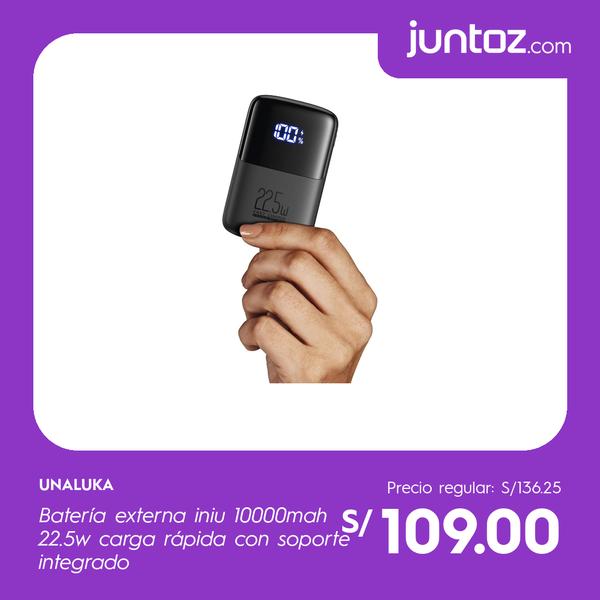 juntoz.com
100%
22.5w
UNALUKA
Precio regular: S/136.25
Batería externa iniu 10000mah
22.5w carga rápida con soporte
integrado
S/ 109.00